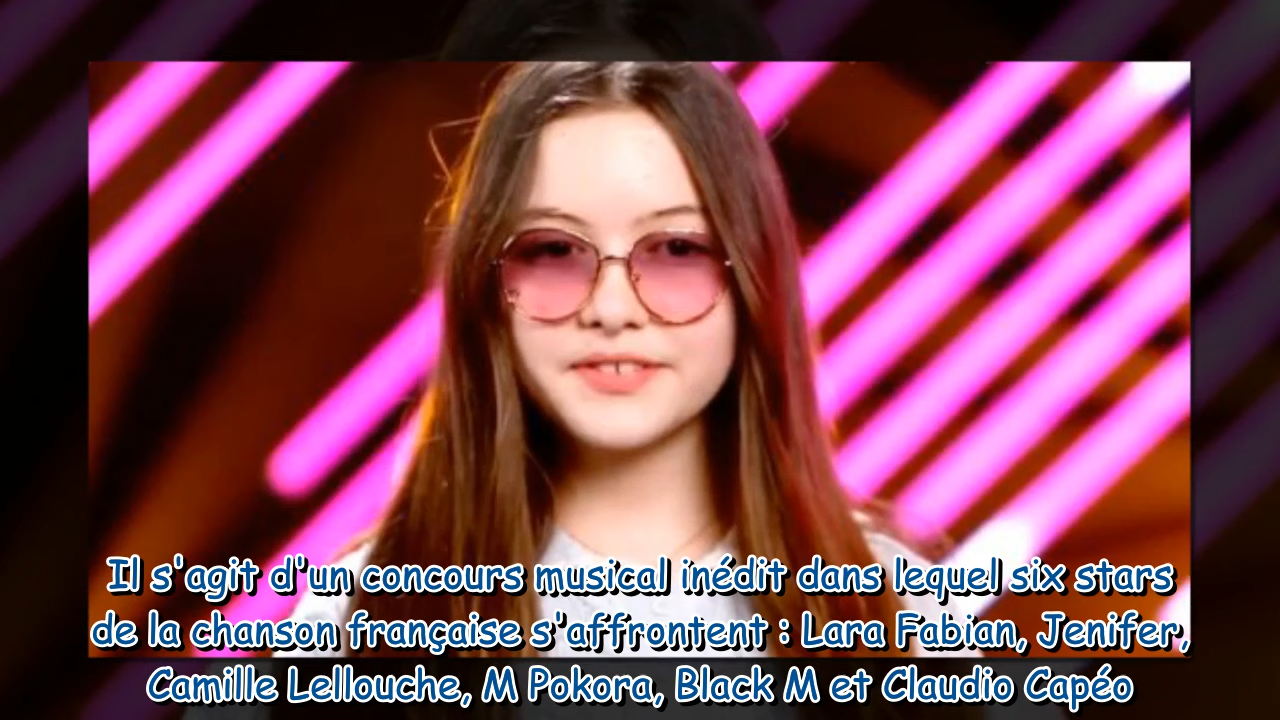 Il s'agit d'un concours musical inédit dans lequel six stars
de la chanson française s'affrontent : Lara Fabian, Jenifer,
Camille Lellouche, M Pokora, Black M et Claudio Capéo